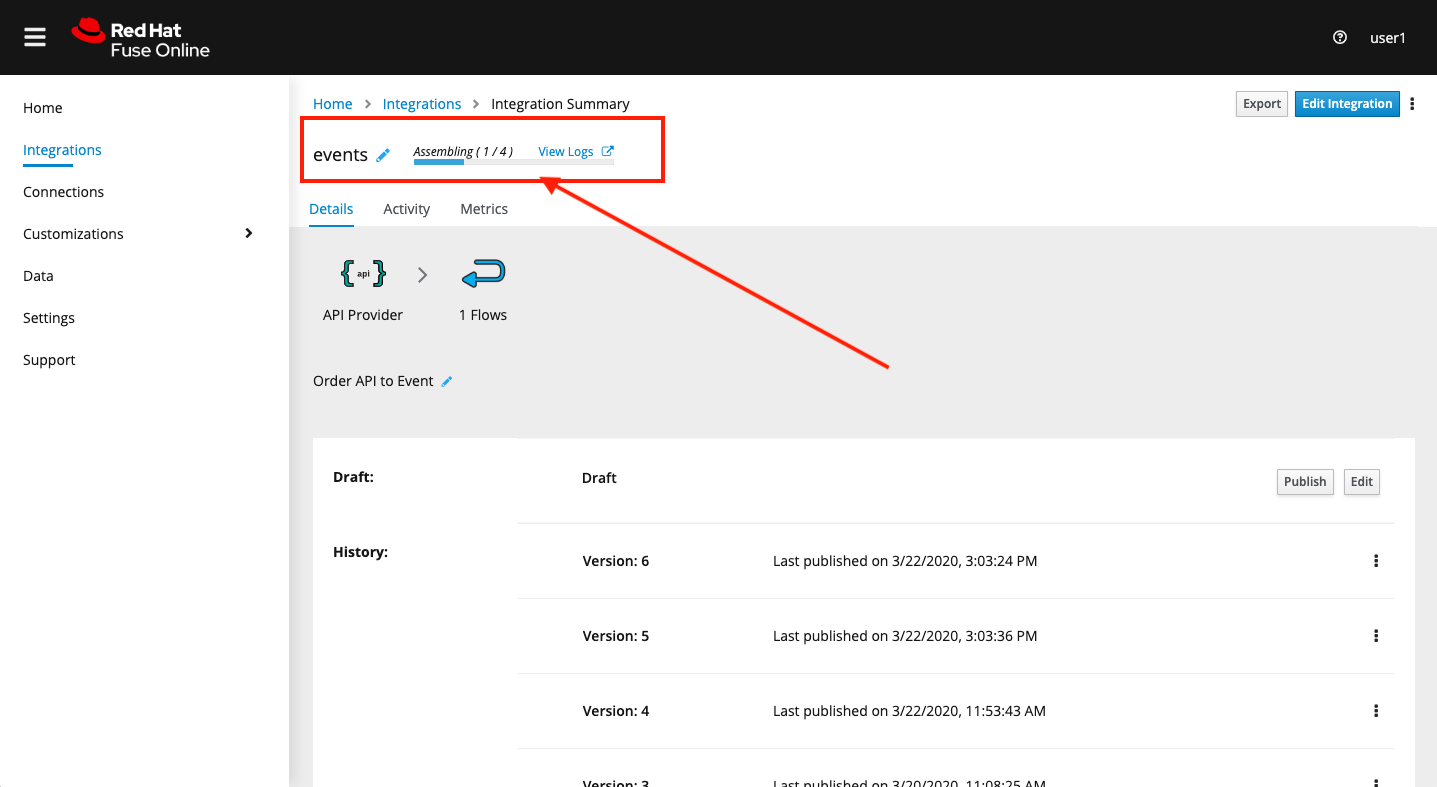 Red Hat
Fuse Online
user1
Home
Integrations
Connections
Customizations
Data
Settings
Support
Home > Integrations > Integration Summary
Export
Edit Integration
events
Assembling ( 1 / 4 )
View Logs
Details
Activity
Metrics
api
API Provider
1 Flows
Order API to Event
Draft:
Draft
Publish
Edit
History:
Version: 6
Last published on 3/22/2020, 3:03:24 PM
Version: 5
Last published on 3/22/2020, 3:03:36 PM
Version: 4
Last published on 3/22/2020, 11:53:43 AM
Version: 3
Last published on 3/20/2020, 11:08:25 AM